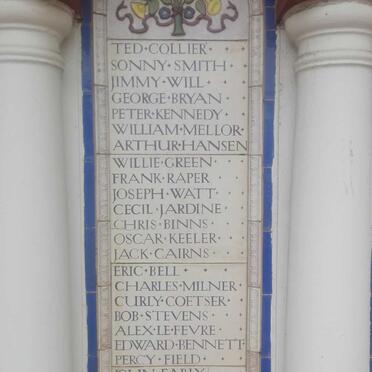 TED·COLLIER·
SONNY·SMITH·
JIMMY·WILL·
GEORGE·BRYAN·
PETER·KENNEDY·
WILLIAM·MELLOR·
ARTHUR·HANSEN
WILLIE·GREEN·
FRANK·RAPER·
JOSEPH·WATT·
CECIL·JARDINE·
CHRIS·BINNS·
OSCAR·KEELER·
JACK·CAIRNS·
ERIC·BELL·
CHARLES·MILNER·
CURLY·COETSER·
BOB·STEVENS·
ALEX·LE·FEVRE·
EDWARD·BENNETT·
PERCY·FIELD·
JOHN·EARLY·